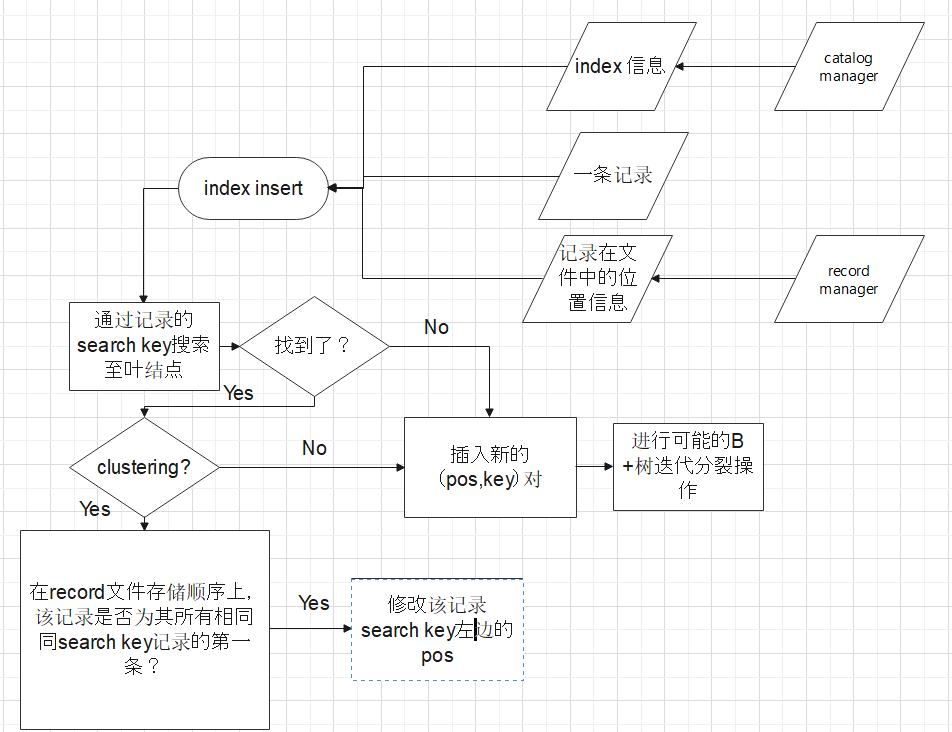 index 信息
catalog
manager
一条记录
index insert
记录在文
件中的位
置信息
record
manager
通过记录的
search key搜索
至叶结点
找到了？
No
Yes
clustering?
No
插入新的
（pos,key）对
进行可能的B
+树迭代分裂操
作
Yes
在record文件存储顺序上，
该记录是否为其所有相同
同search key记录的第一
条？
Yes
修改该记录
search key左边的
pos